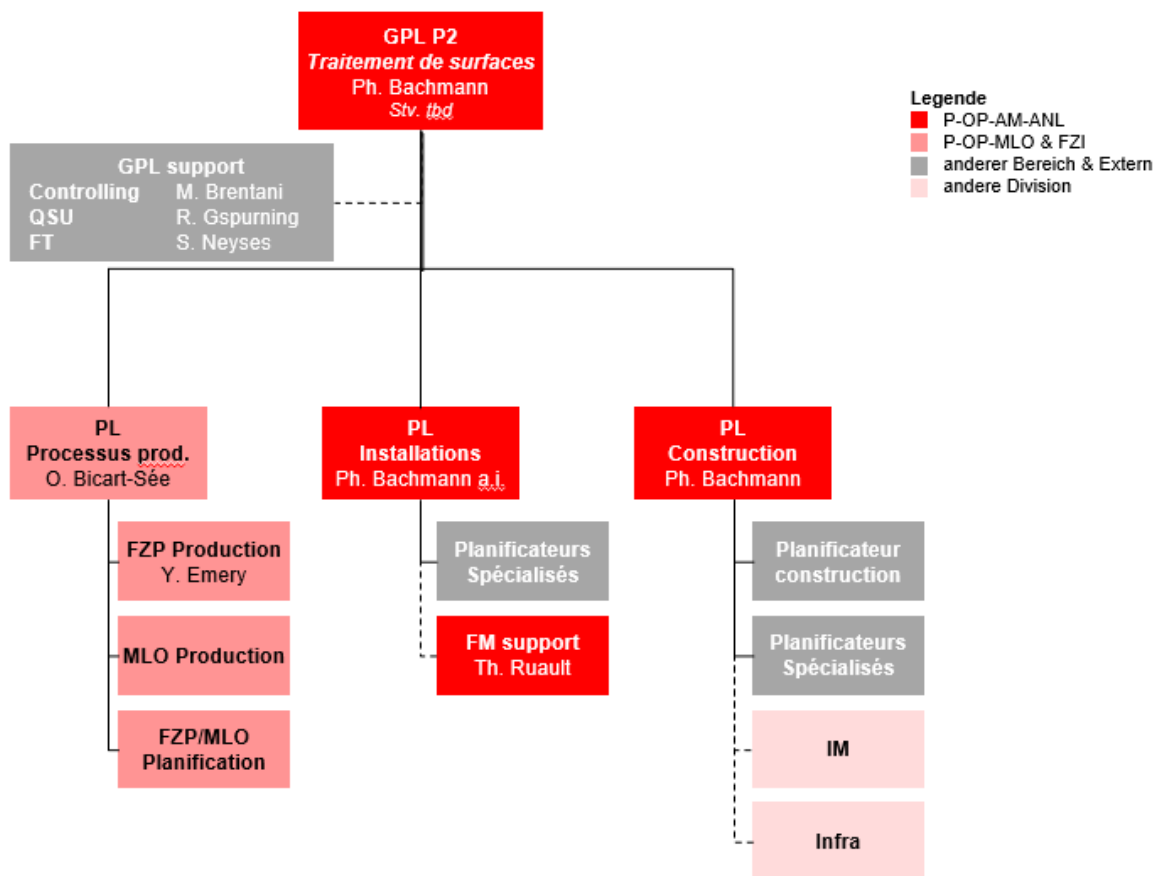 GPL P2
Traitement de surfaces
Ph. Bachmann
Stv. tbd
Legende
P-OP-AM-ANL
P-OP-MLO & FZI
anderer Bereich & Extern
andere Division
GPL support
Controlling M. Brentani
QSU R. Gspurning
FT S. Neyses
PL
Processus prod.
O. Bicart-Sée
PL
Installations
Ph. Bachmann a.i.
PL
Construction
Ph. Bachmann
FZP Production
Y. Emery
MLO Production
FZP/MLO
Planification
Planificateurs
Spécialisés
FM support
Th. Ruault
Planificateur
construction
Planificateurs
Spécialisés
IM
Infra